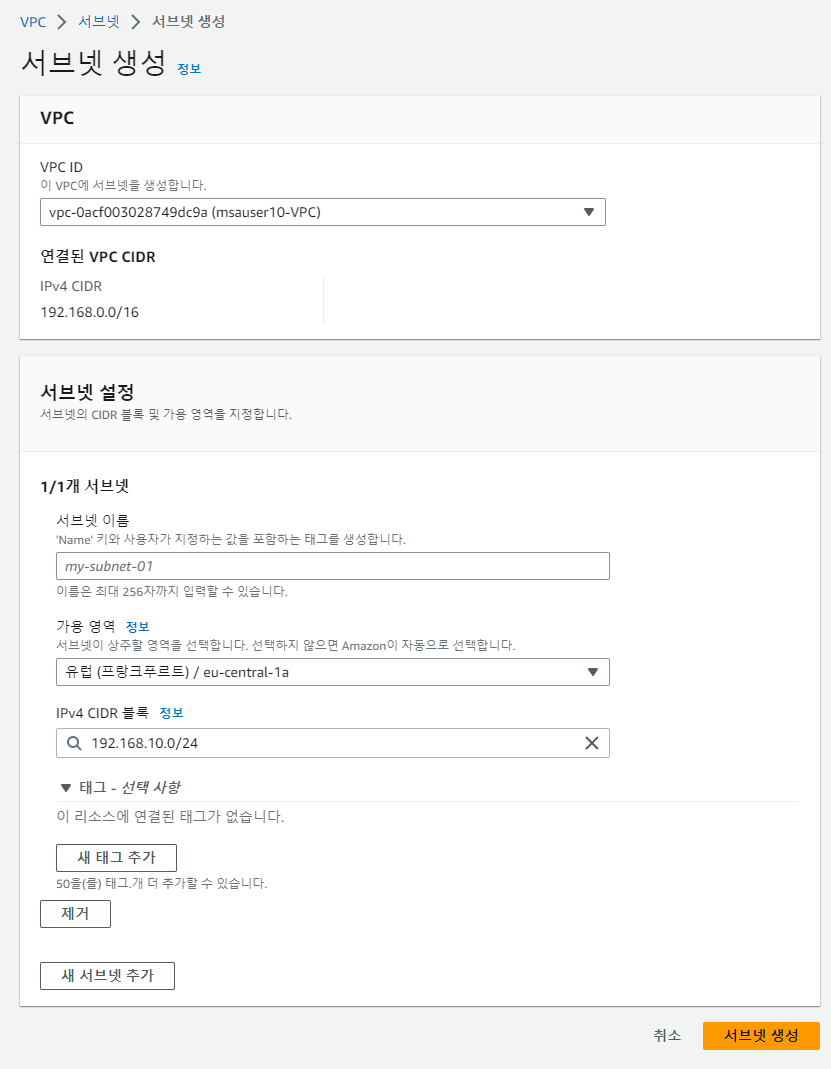 VPC > 서브넷 > 서브넷 생성
서브넷 생성 정보
VPC
VPC ID
이 VPC에 서브넷을 생성합니다.
vpc-0acf003028749dc9a (msauser10-VPC)
연결된 VPC CIDR
IPv4 CIDR
192.168.0.0/16
서브넷 설정
서브넷의 CIDR 블록 및 가용 영역을 지정합니다.
1/1개 서브넷
서브넷 이름
'Name' 키와 사용자가 지정하는 값을 포함하는 태그를 생성합니다.
my-subnet-01
이름은 최대 256자까지 입력할 수 있습니다.
가용 영역 정보
서브넷이 상주할 영역을 선택합니다. 선택하지 않으면 Amazon이 자동으로 선택합니다.
유럽 (프랑크푸르트) / eu-central-1a
IPv4 CIDR 블록 정보
192.168.10.0/24
태그 - 선택 사항
이 리소스에 연결된 태그가 없습니다.
새 태그 추가
50을(를) 태그.개 더 추가할 수 있습니다.
제거
새 서브넷 추가
취소 서브넷 생성